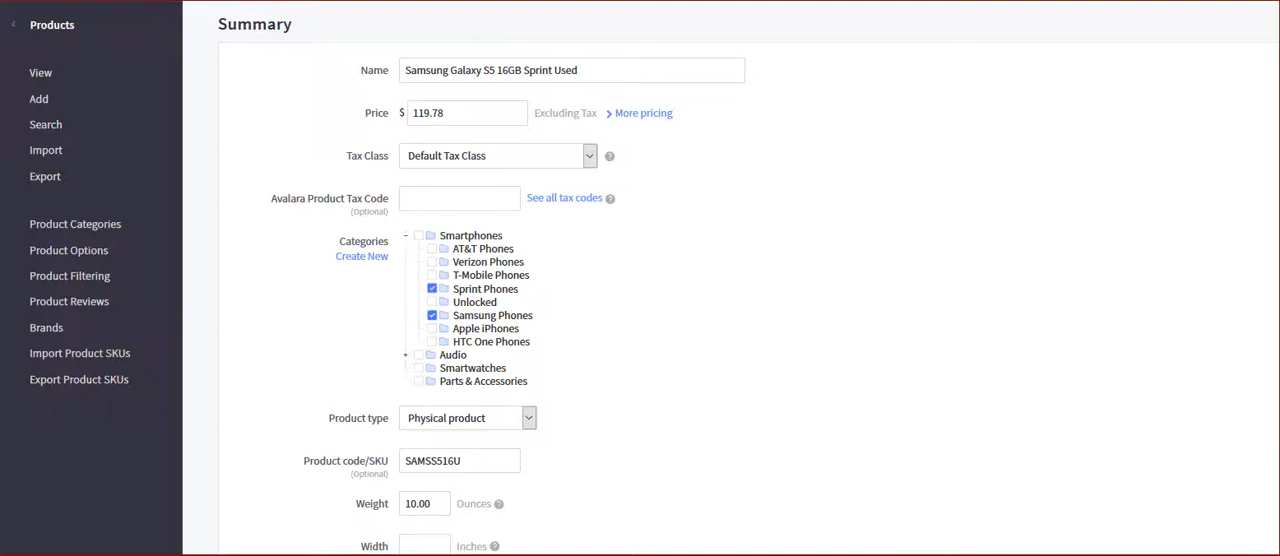 Products
View
Add
Search
Import
Export
Product Categories
Product Options
Product Filtering
Product Reviews
Brands
Import Product SKUs
Export Product SKUs
Summary
Name Samsung Galaxy S5 16GB Sprint Used
Price $ 119.78 Excluding Tax More pricing
Tax Class Default Tax Class
Avalara Product Tax Code See all tax codes
(Optional)
Categories
Create New
Smartphones
AT&T Phones
Verizon Phones
T-Mobile Phones
Sprint Phones
Unlocked
Samsung Phones
Apple iPhones
HTC One Phones
Audio
Smartwatches
Parts & Accessories
Product type Physical product
Product code/SKU SAMSS516U
(Optional)
Weight 10.00 Ounces
Width Inches